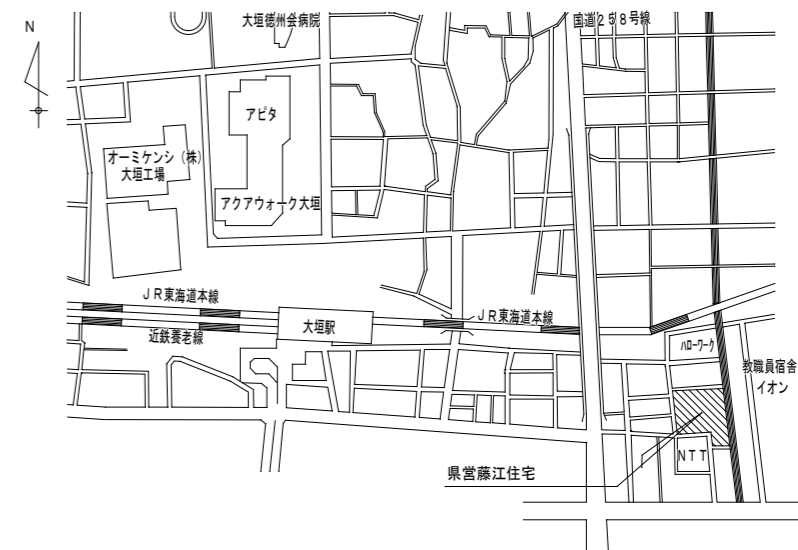 大垣徳州会病院
国道２５８号線
N
アピタ
オーミケンシ（株）
大垣工場
アクアウォーク大垣
ＪＲ東海道本線
ＪＲ東海道本線
大垣駅
近鉄養老線
ﾊﾛｰﾜｰｸ
教職員宿舎
イオン
ＮＴＴ
県営藤江住宅